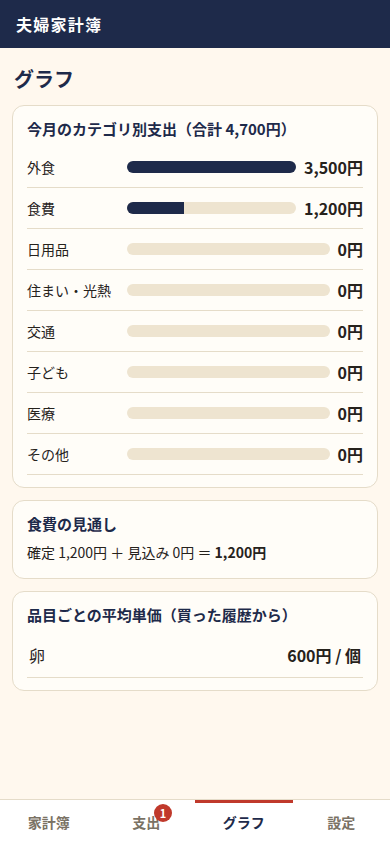 夫婦家計簿
グラフ
今月のカテゴリ別支出（合計 4,700円）
外食 3,500円
食費 1,200円
日用品 0円
住まい・光熱 0円
交通 0円
子ども 0円
医療 0円
その他 0円
食費の見通し
確定 1,200円 ＋ 見込み 0円 ＝ 1,200円
品目ごとの平均単価（買った履歴から）
卵 600円 / 個
家計簿 支出 1 グラフ 設定